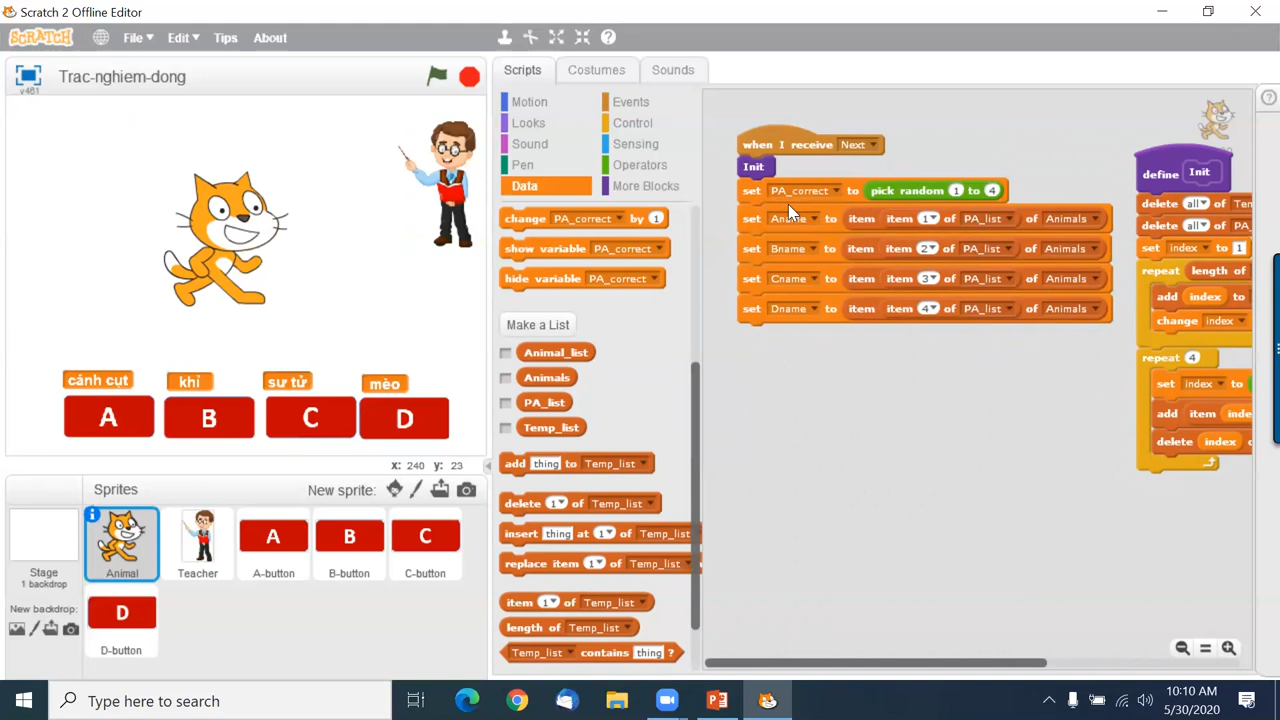 Scratch 2 Offline Editor
SCRATCH File Edit Tips About
Trac-nghiem-dong
v461
A cánh cụt
B khỉ
C sư tử
D mèo
x: 240 y: 23
Sprites New sprite:
Stage
1 backdrop
New backdrop:
Animal
Teacher
A
A-button
B
B-button
C
C-button
D
D-button
Scripts Costumes Sounds
Motion Events
Looks Control
Sound Sensing
Pen Operators
Data More Blocks
change PA_correct by 1
show variable PA_correct
hide variable PA_correct
Make a List
Animal_list
Animals
PA_list
Temp_list
add thing to Temp_list
delete 1 of Temp_list
insert thing at 1 of Temp_list
replace item 1 of Temp_list
item 1 of Temp_list
length of Temp_list
Temp_list contains thing ?
when I receive Next
Init
set PA_correct to pick random 1 to 4
set Aname to item item 1 of PA_list of Animals
set Bname to item item 2 of PA_list of Animals
set Cname to item item 3 of PA_list of Animals
set Dname to item item 4 of PA_list of Animals
define Init
delete all of Tem
delete all of PA
set index to 1
repeat length of
add index to
change index
repeat 4
set index to
add item inde
delete index o
Type here to search
10:10 AM
5/30/2020